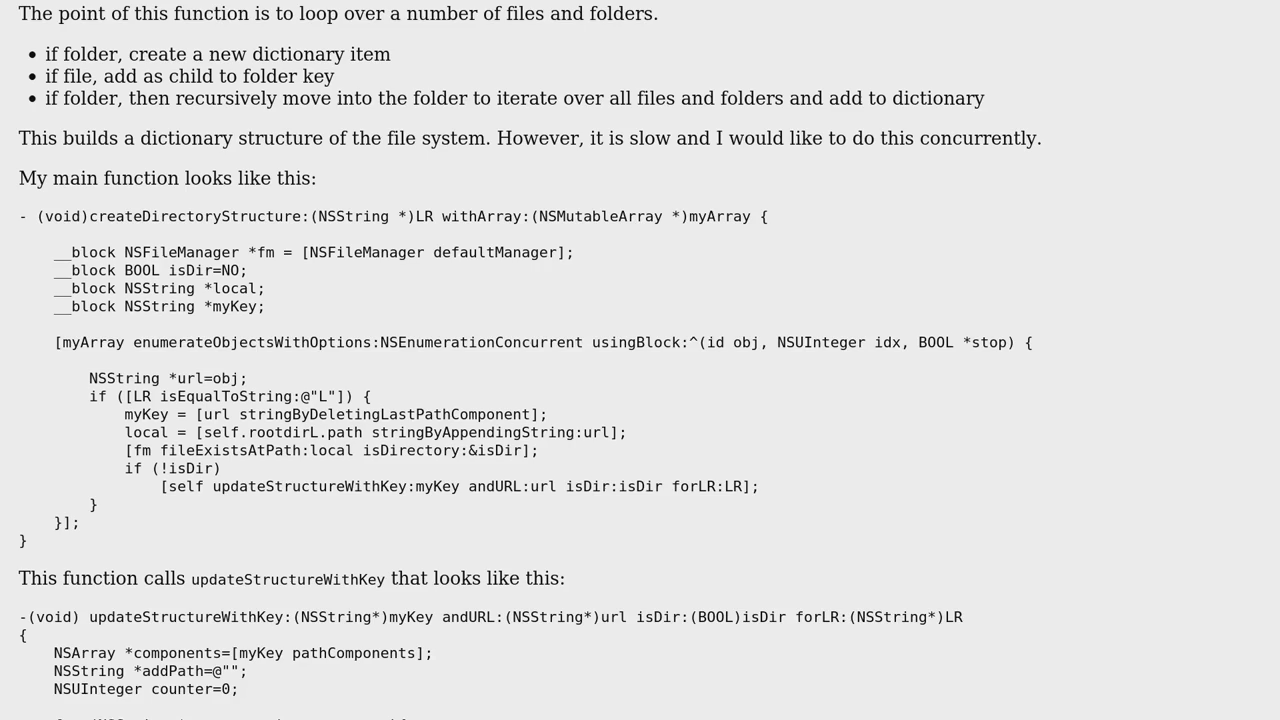 The point of this function is to loop over a number of files and folders.
• if folder, create a new dictionary item
• if file, add as child to folder key
• if folder, then recursively move into the folder to iterate over all files and folders and add to dictionary
This builds a dictionary structure of the file system. However, it is slow and I would like to do this concurrently.
My main function looks like this:
- (void)createDirectoryStructure:(NSString *)LR withArray:(NSMutableArray *)myArray {
    __block NSFileManager *fm = [NSFileManager defaultManager];
    __block BOOL isDir=NO;
    __block NSString *local;
    __block NSString *myKey;
    [myArray enumerateObjectsWithOptions:NSEnumerationConcurrent usingBlock:^(id obj, NSUInteger idx, BOOL *stop) {
        NSString *url=obj;
        if ([LR isEqualToString:@"L"]) {
            myKey = [url stringByDeletingLastPathComponent];
            local = [self.rootdirL.path stringByAppendingString:url];
            [fm fileExistsAtPath:local isDirectory:&isDir];
            if (!isDir)
                [self updateStructureWithKey:myKey andURL:url isDir:isDir forLR:LR];
        }
    }];
}
This function calls updateStructureWithKey that looks like this:
-(void) updateStructureWithKey:(NSString*)myKey andURL:(NSString*)url isDir:(BOOL)isDir forLR:(NSString*)LR
{
    NSArray *components=[myKey pathComponents];
    NSString *addPath=@"";
    NSUInteger counter=0;